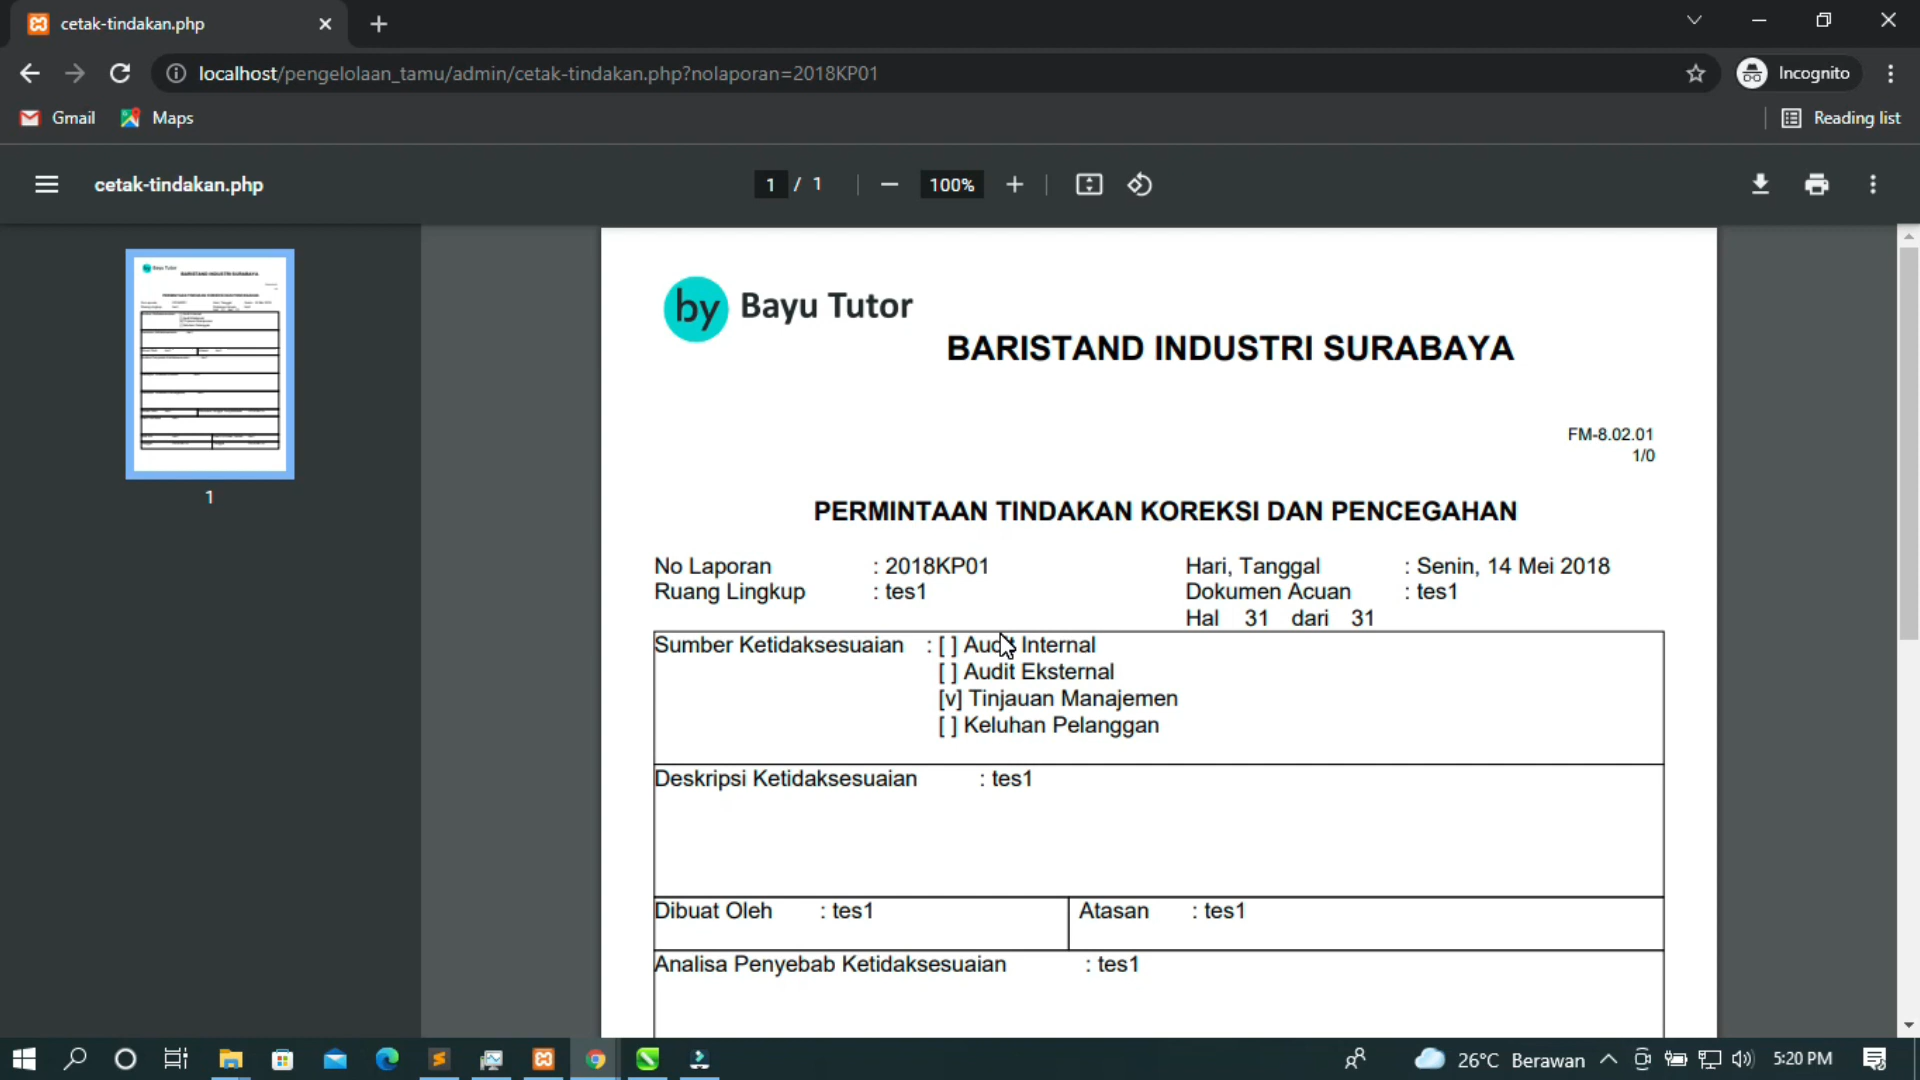 cetak-tindakan.php
localhost/pengelolaan_tamu/admin/cetak-tindakan.php?nolaporan=2018KP01
Incognito
Gmail Maps Reading list
cetak-tindakan.php 1 / 1 100%
by Bayu Tutor
BARISTAND INDUSTRI SURABAYA
FM-8.02.01
1/0
PERMINTAAN TINDAKAN KOREKSI DAN PENCEGAHAN
No Laporan : 2018KP01 Hari, Tanggal : Senin, 14 Mei 2018
Ruang Lingkup : tes1 Dokumen Acuan : tes1
Hal 31 dari 31
Sumber Ketidaksesuaian : [ ] Audit Internal
[ ] Audit Eksternal
[v] Tinjauan Manajemen
[ ] Keluhan Pelanggan
Deskripsi Ketidaksesuaian : tes1
Dibuat Oleh : tes1 Atasan : tes1
Analisa Penyebab Ketidaksesuaian : tes1
1
26°C Berawan 5:20 PM